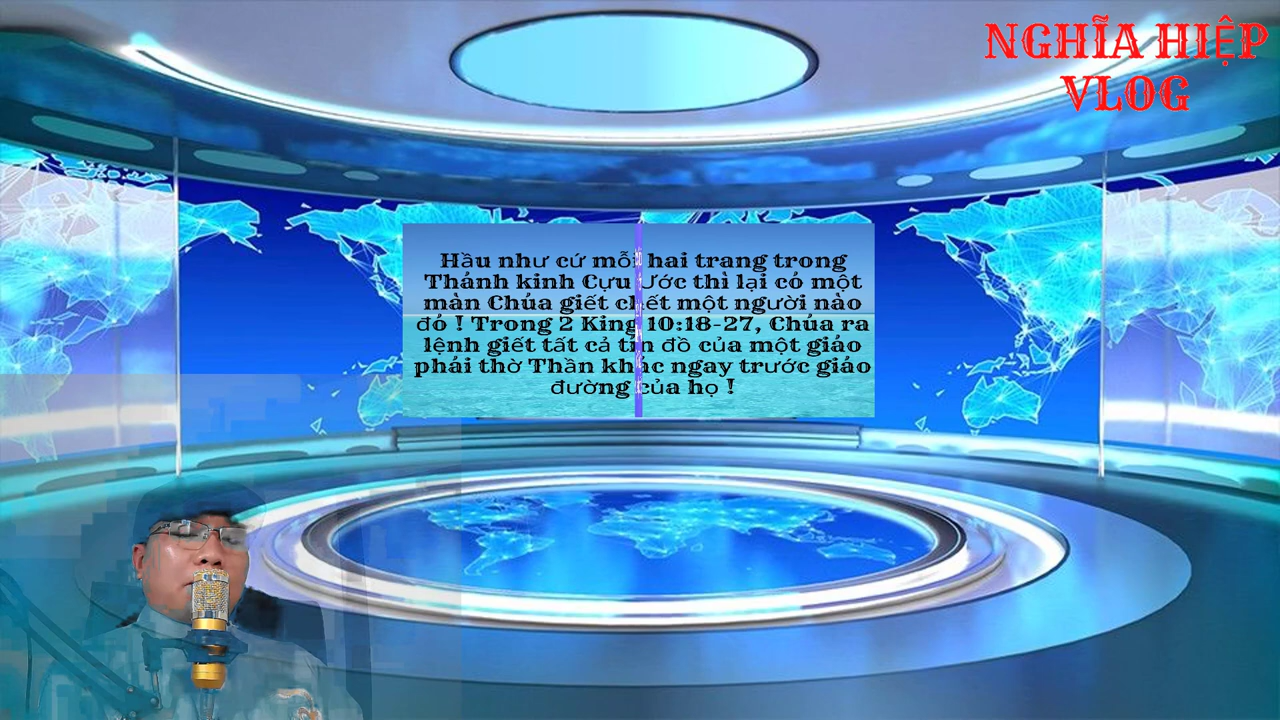 NGHĨA HIỆP
VLOG
Hầu như cứ mỗi hai trang trong
Thánh kinh Cựu Ước thì lại có một
màn Chúa giết chết một người nào
đó ! Trong 2 King 10:18-27, Chúa ra
lệnh giết tất cả tín đồ của một giáo
phái thờ Thần khác ngay trước giáo
đường của họ !